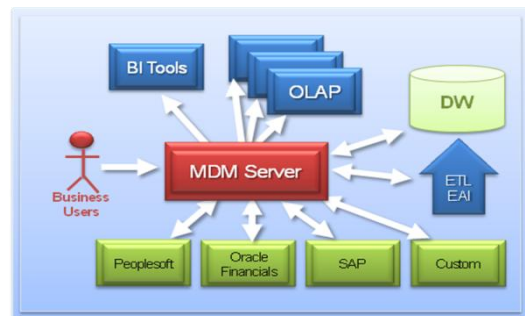 BI Tools
OLAP
DW
MDM Server
Business
Users
ETL
EAI
Peoplesoft
Oracle
Financials
SAP
Custom